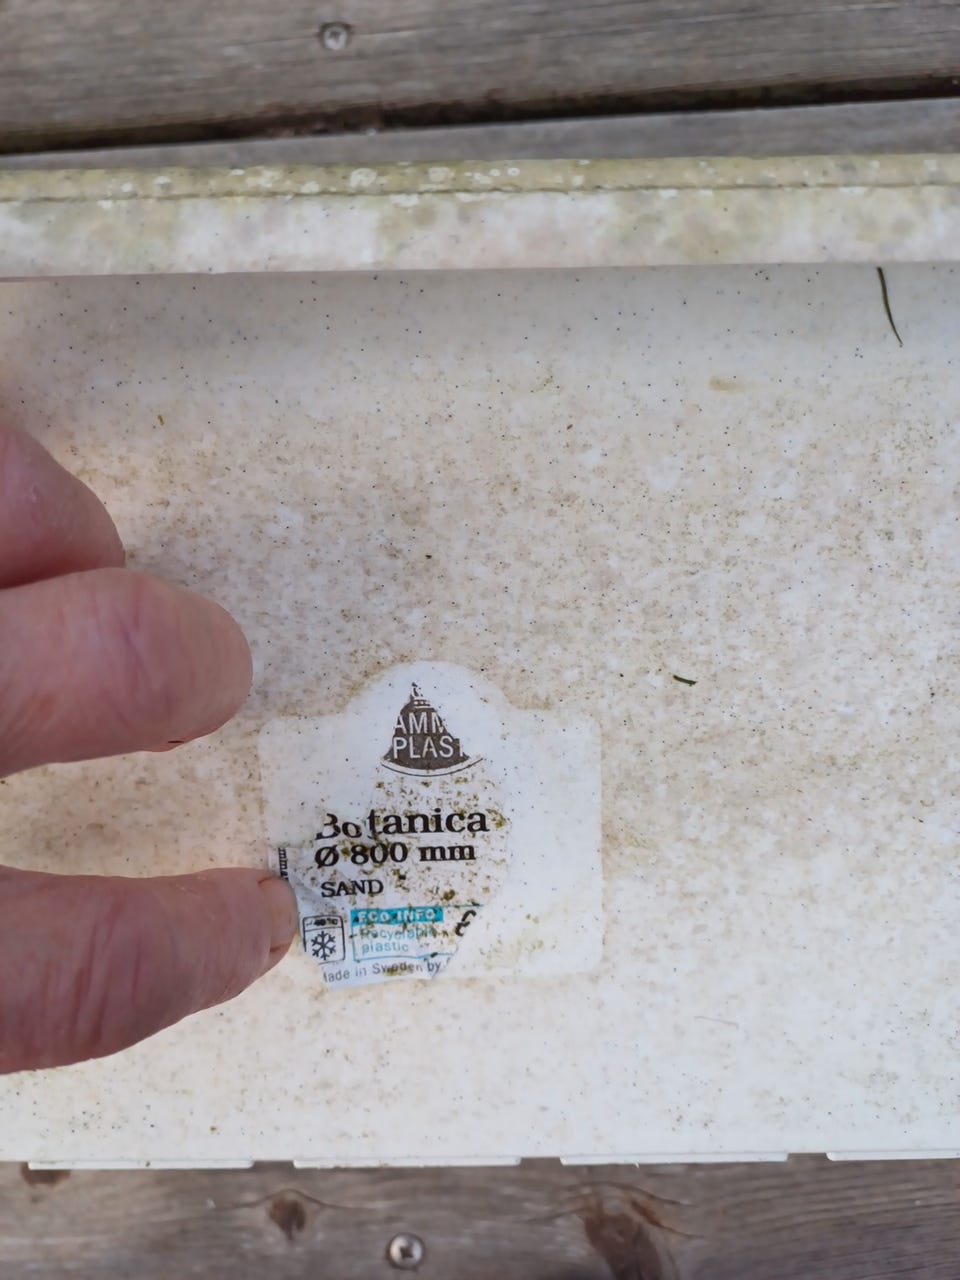 AMM
PLAST
Botanica
Ø 800 mm
SAND
ECO INFO
Recyclable
plastic
Made in Sweden by